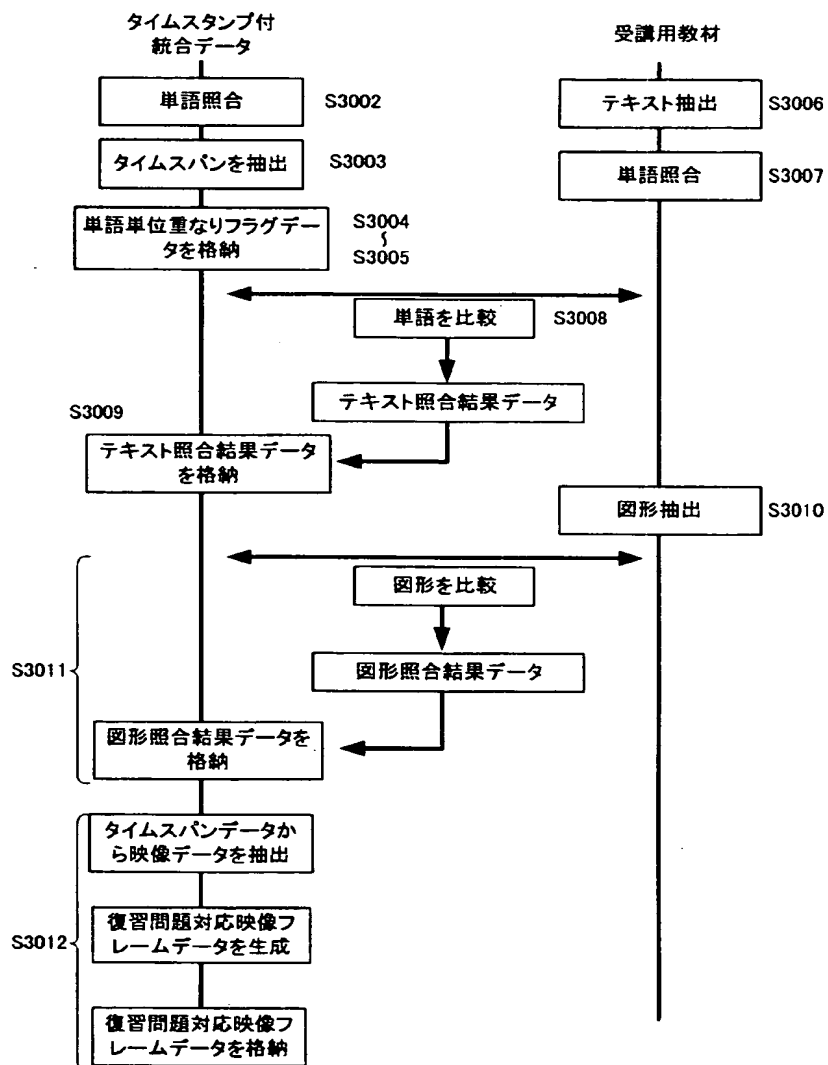 タイムスタンプ付
統合データ
受講用教材
単語照合
S3002
テキスト抽出
S3006
タイムスパンを抽出
S3003
単語照合
S3007
単語単位重なりフラグデー
タを格納
S3004
~
S3005
単語を比較
S3008
テキスト照合結果データ
S3009
テキスト照合結果データ
を格納
図形抽出
S3010
図形を比較
S3011
図形照合結果データ
図形照合結果データを
格納
タイムスパンデータか
ら映像データを抽出
S3012
復習問題対応映像フ
レームデータを生成
復習問題対応映像フ
レームデータを格納